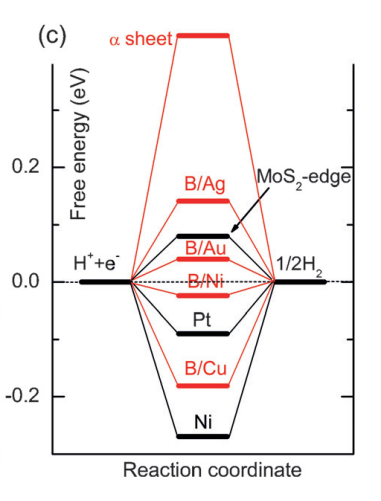 (c)
α sheet
Free energy (eV)
0.2
B/Ag
MoS2-edge
B/Au
H++e-
1/2H2
0.0
B/Ni
Pt
B/Cu
-0.2
Ni
Reaction coordinate